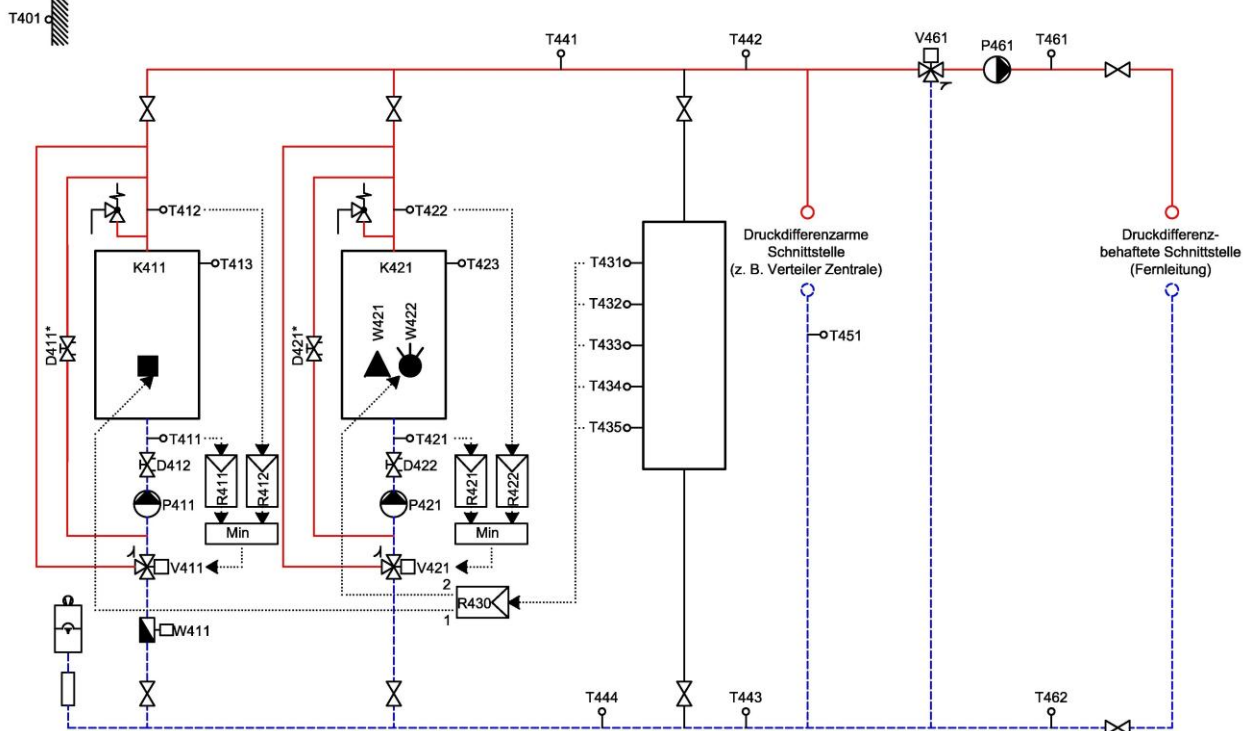 T401
T441
T442
V461
P461
T461
T412
T422
K411
T413
K421
T423
W421
W422
D411*
D421*
T431
T432
T433
T434
T435
Druckdifferenzarme
Schnittstelle
(z. B. Verteiler Zentrale)
Druckdifferenz-
behaftete Schnittstelle
(Fernleitung)
T451
T411
D412
R411
R412
P411
Min
V411
T421
D422
R421
R422
P421
Min
V421
2
R430
1
W411
T444
T443
T462